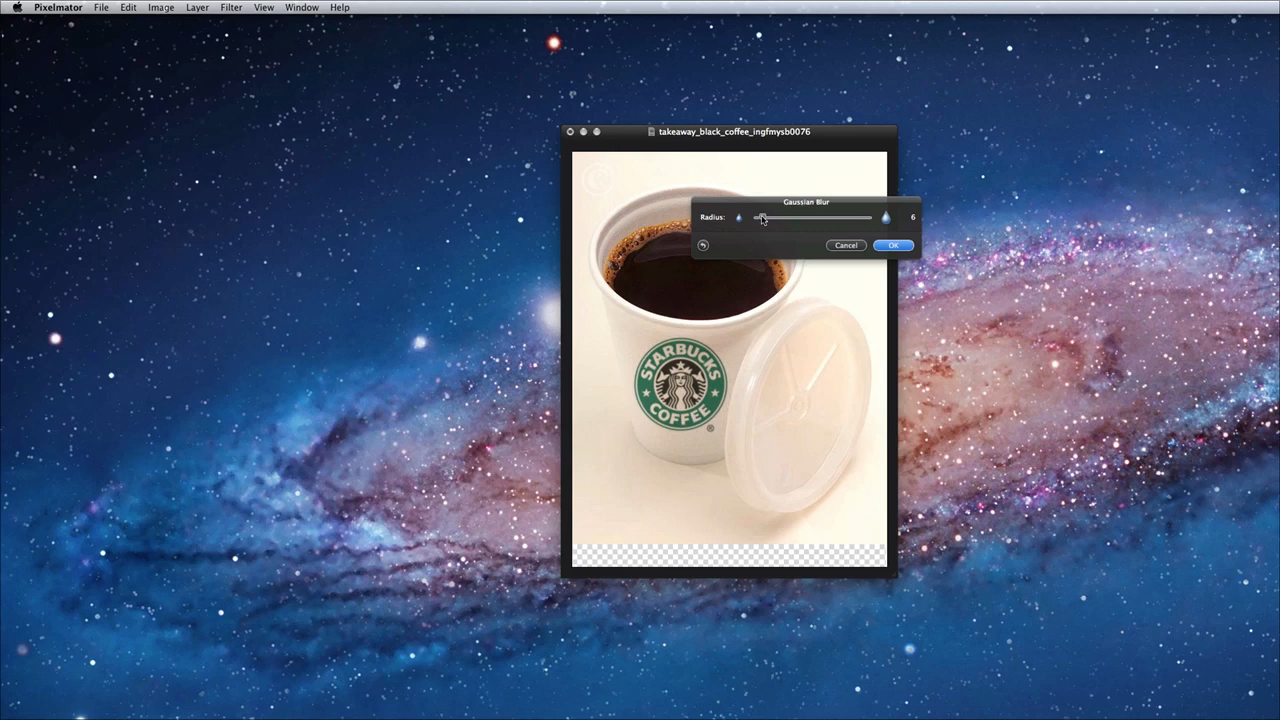 Pixelmator File Edit Image Layer Filter View Window Help
takeaway_black_coffee_ingfmysb0076
Gaussian Blur
Radius: 6
Cancel OK
STARBUCKS
COFFEE
®
©